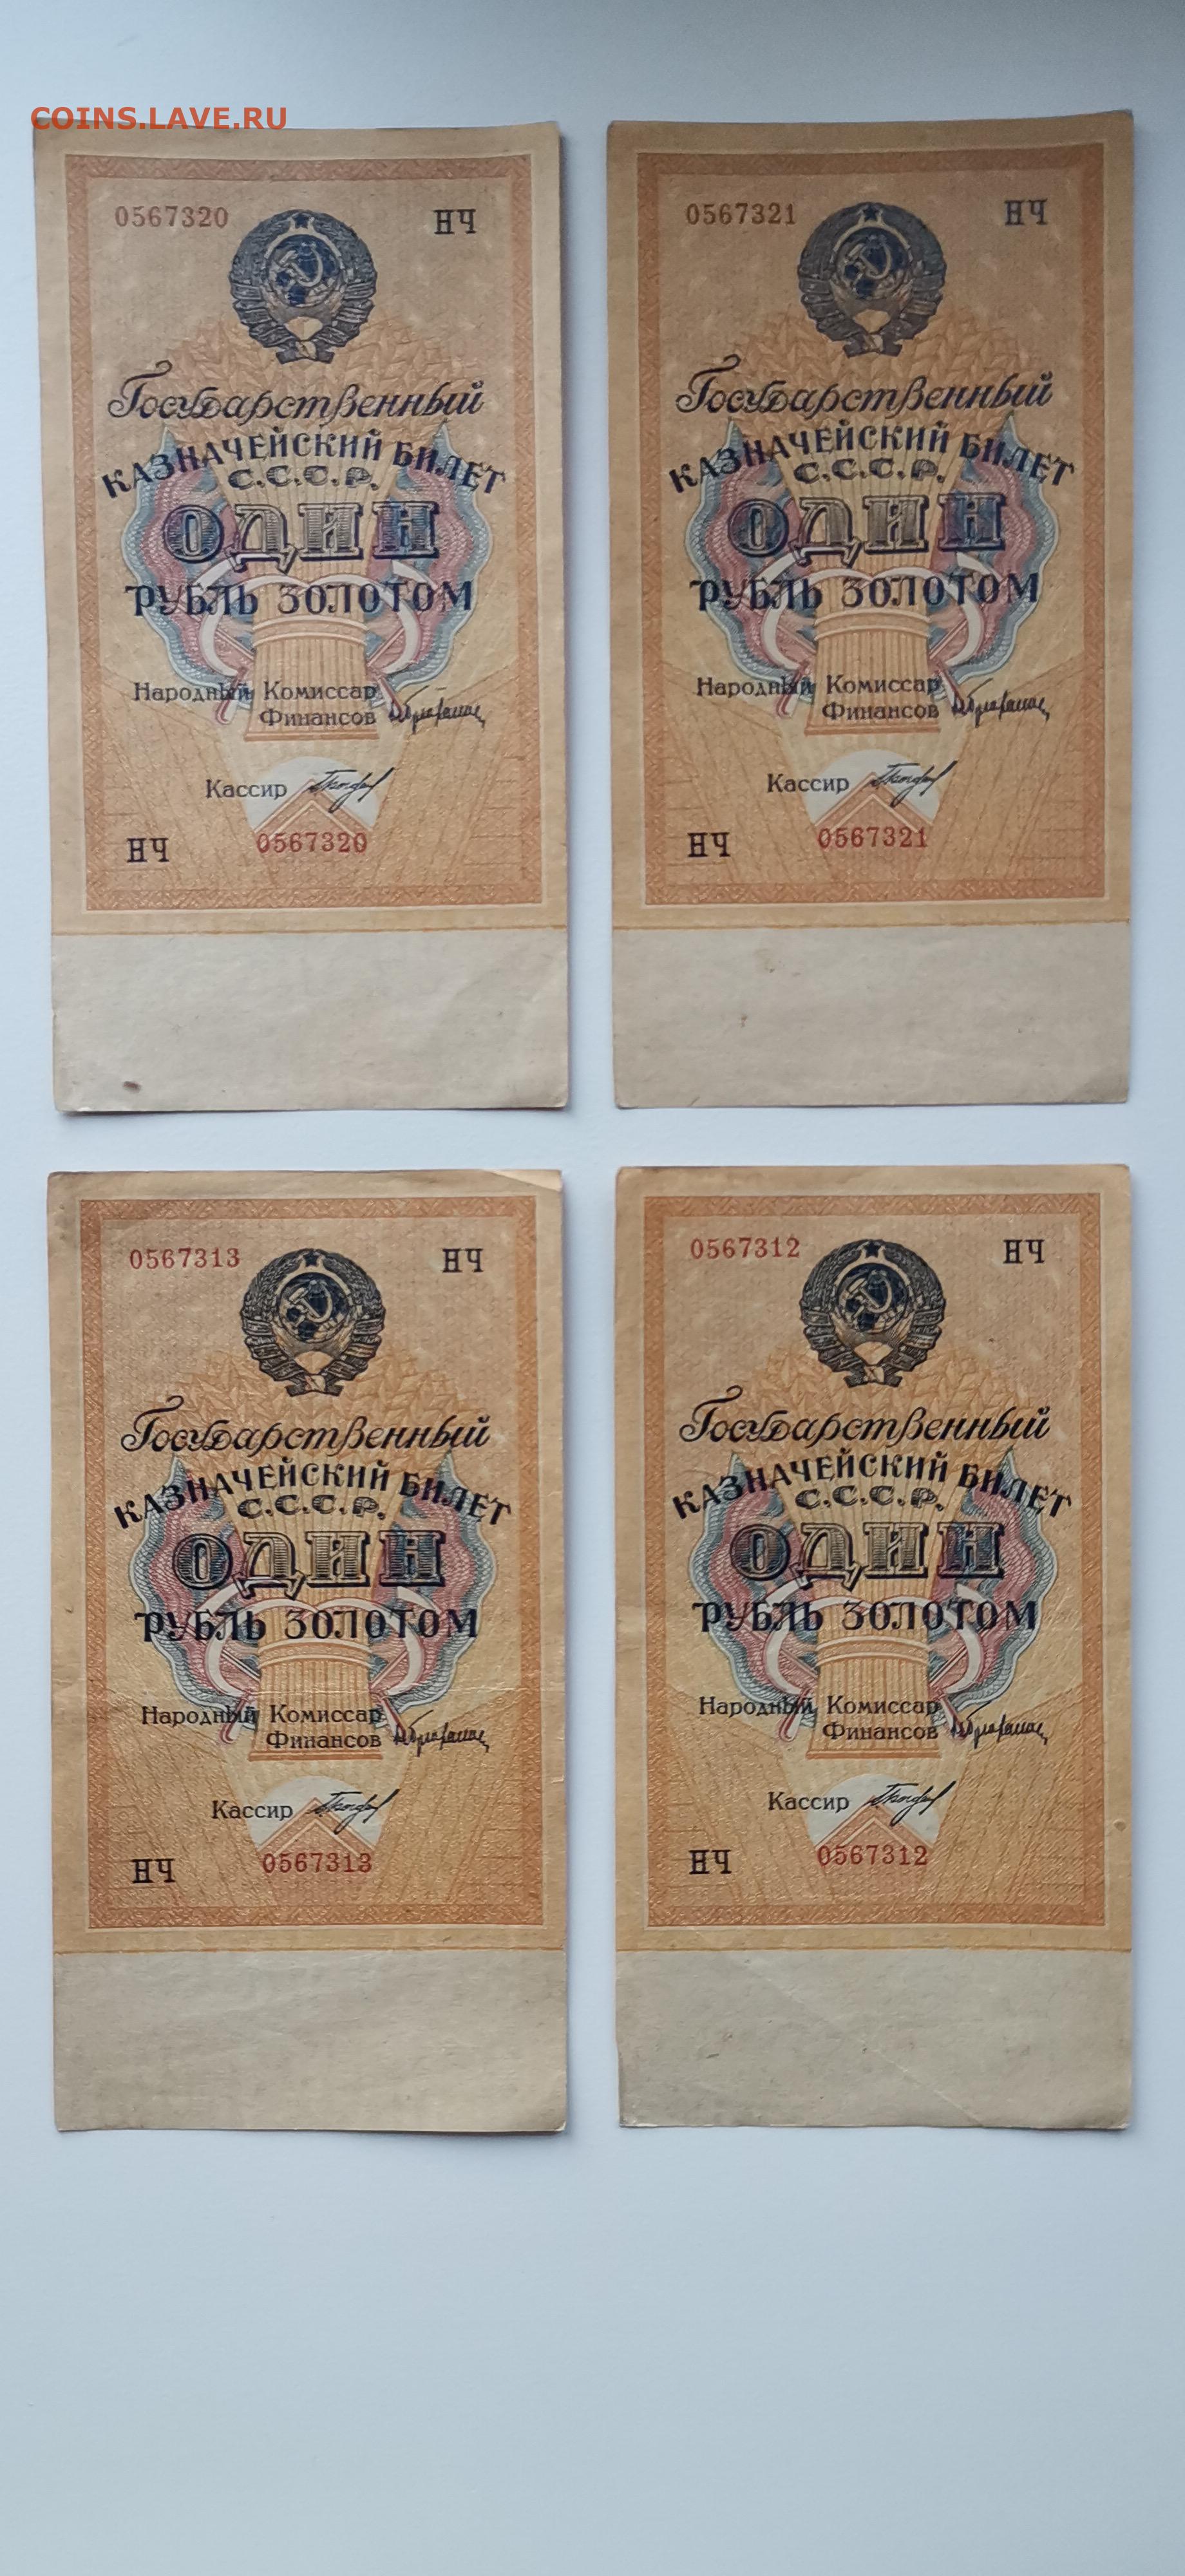 COINS.LAVE.RU
0567320 НЧ
Государственный
КАЗНАЧЕЙСКИЙ БИЛЕТ
С.С.С.Р.
ОДИН
РУБЛЬ ЗОЛОТОМ
Народный Комиссар
Финансов
Кассир
НЧ 0567320
0567321 НЧ
Государственный
КАЗНАЧЕЙСКИЙ БИЛЕТ
С.С.С.Р.
ОДИН
РУБЛЬ ЗОЛОТОМ
Народный Комиссар
Финансов
Кассир
НЧ 0567321
0567313 НЧ
Государственный
КАЗНАЧЕЙСКИЙ БИЛЕТ
С.С.С.Р.
ОДИН
РУБЛЬ ЗОЛОТОМ
Народный Комиссар
Финансов
Кассир
НЧ 0567313
0567312 НЧ
Государственный
КАЗНАЧЕЙСКИЙ БИЛЕТ
С.С.С.Р.
ОДИН
РУБЛЬ ЗОЛОТОМ
Народный Комиссар
Финансов
Кассир
НЧ 0567312